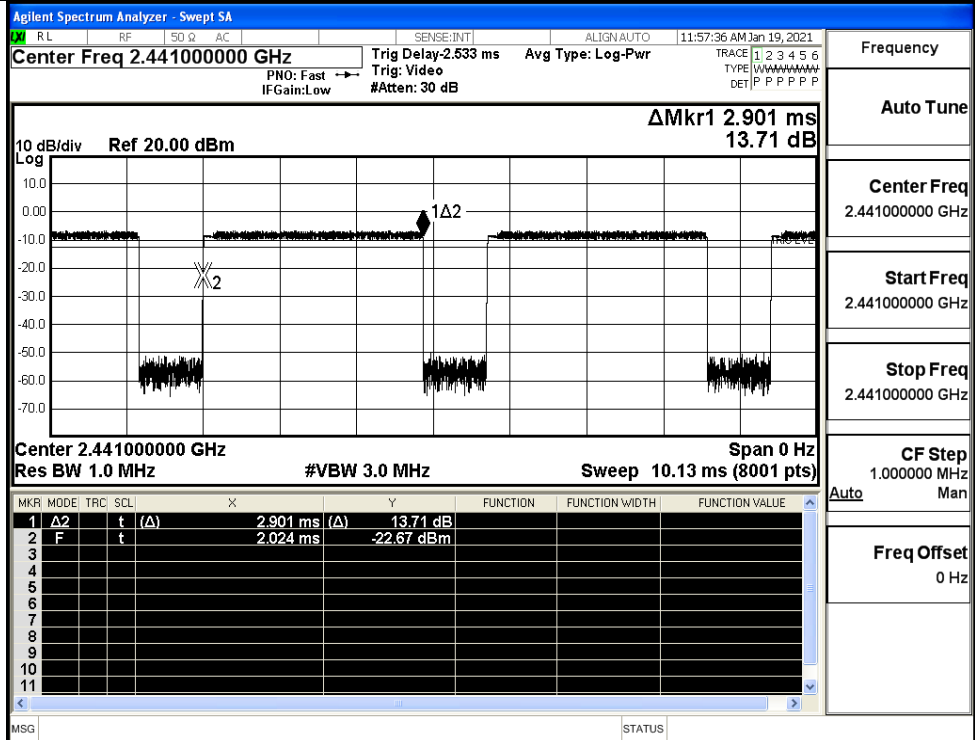 Agilent Spectrum Analyzer - Swept SA
LXI RL RF 50 Ω AC SENSE:INT ALIGN AUTO 11:57:36 AM Jan 19, 2021
Center Freq 2.441000000 GHz
PNO: Fast
IFGain:Low
Trig Delay-2.533 ms
Trig: Video
#Atten: 30 dB
Avg Type: Log-Pwr
TRACE 1 2 3 4 5 6
TYPE WWWWWW
DET P P P P P P
Frequency
Auto Tune
Center Freq
2.441000000 GHz
Start Freq
2.441000000 GHz
Stop Freq
2.441000000 GHz
CF Step
1.000000 MHz
Auto Man
Freq Offset
0 Hz
ΔMkr1 2.901 ms
13.71 dB
10 dB/div Ref 20.00 dBm
Log
10.0
0.00
-10.0
-20.0
-30.0
-40.0
-50.0
-60.0
-70.0
1Δ2
2
Center 2.441000000 GHz Span 0 Hz
Res BW 1.0 MHz #VBW 3.0 MHz Sweep 10.13 ms (8001 pts)
MKR MODE TRC SCL X Y FUNCTION FUNCTION WIDTH FUNCTION VALUE
1 Δ2 t (Δ) 2.901 ms (Δ) 13.71 dB
2 F t 2.024 ms -22.67 dBm
3
4
5
6
7
8
9
10
11
MSG STATUS